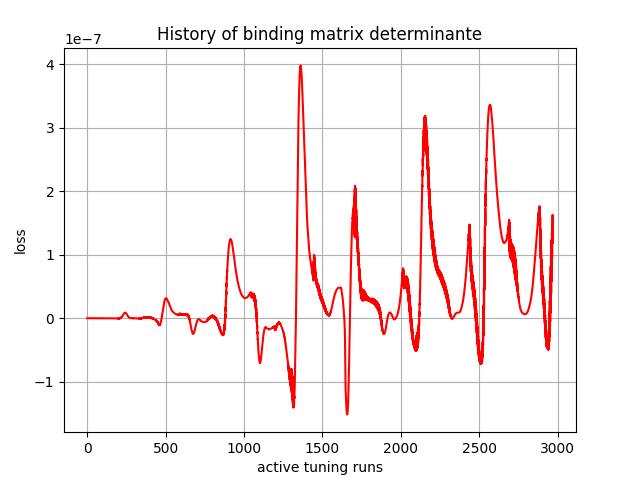 History of binding matrix determinante
1e−7
4
3
2
1
0
−1
loss
0 500 1000 1500 2000 2500 3000
active tuning runs